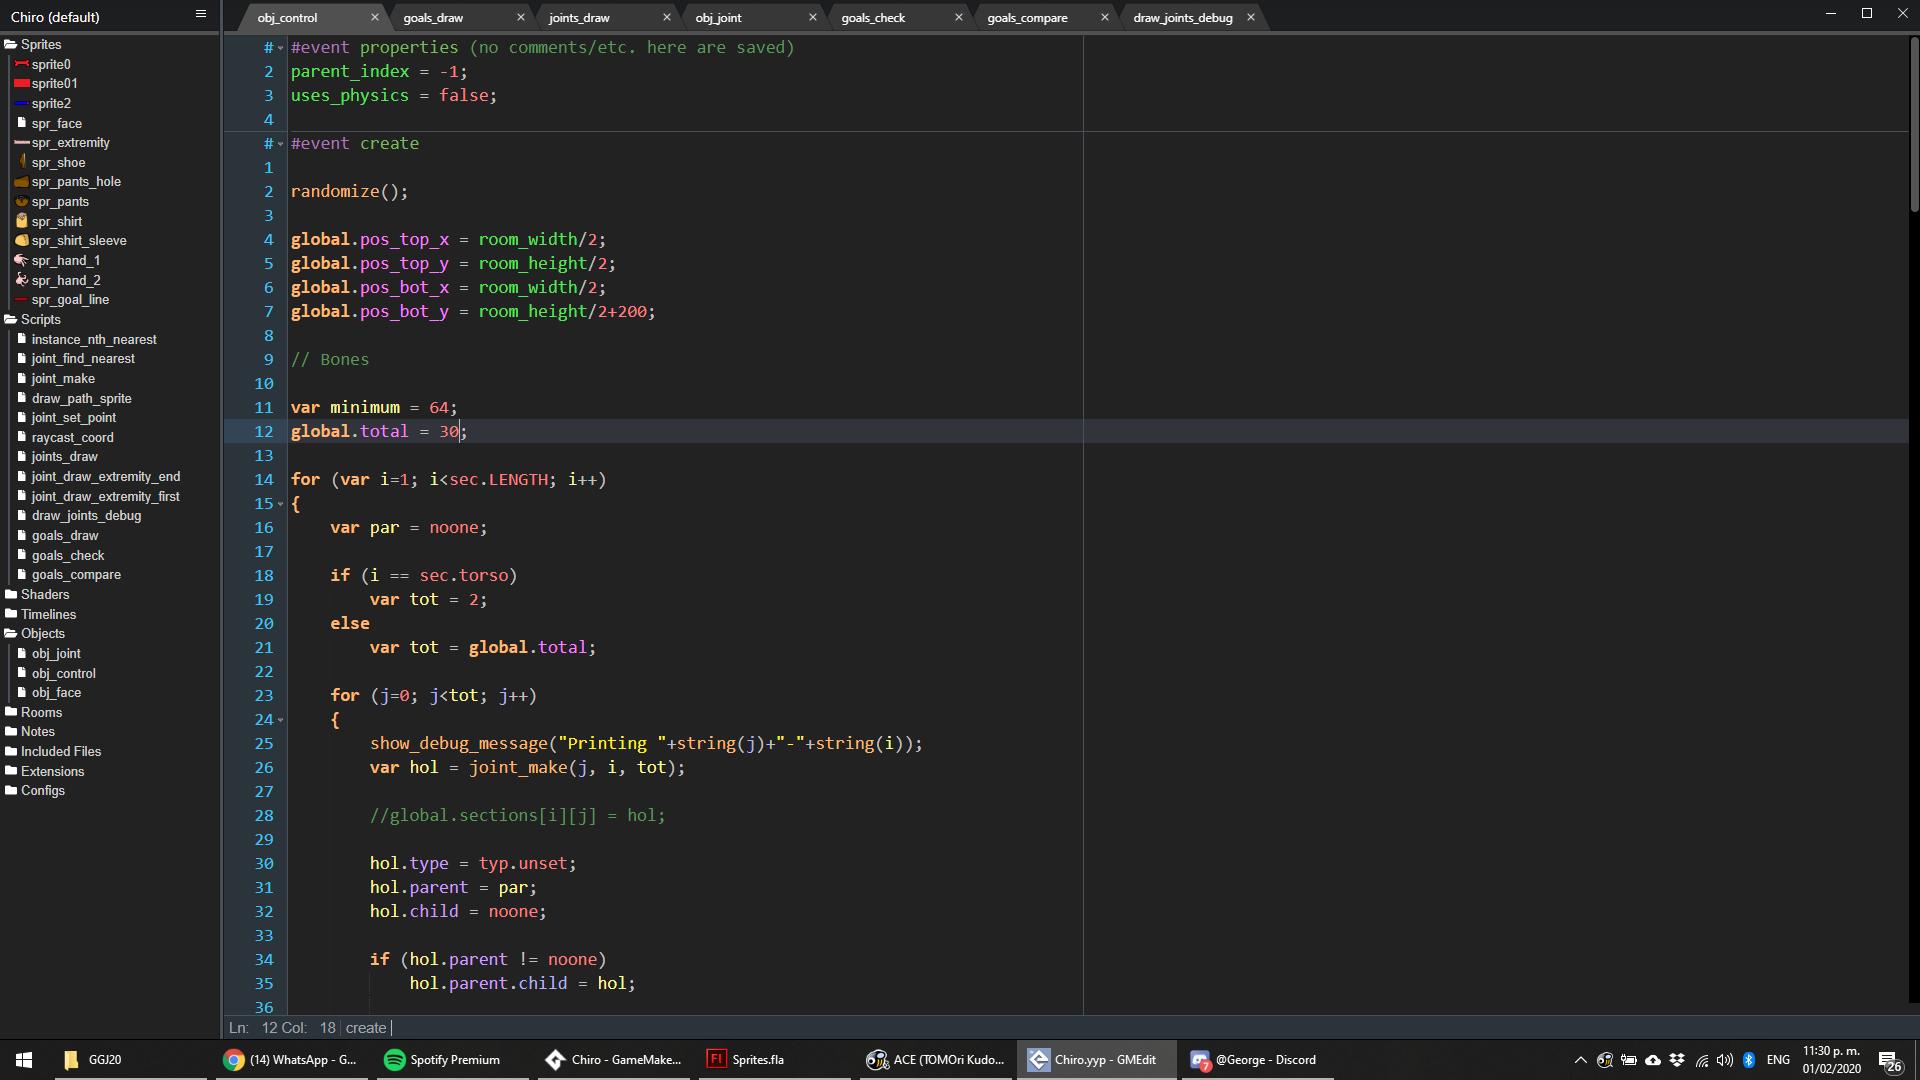 Chiro (default)
obj_control
goals_draw
joints_draw
obj_joint
goals_check
goals_compare
draw_joints_debug
Sprites
sprite0
sprite01
sprite2
spr_face
spr_extremity
spr_shoe
spr_pants_hole
spr_pants
spr_shirt
spr_shirt_sleeve
spr_hand_1
spr_hand_2
spr_goal_line
Scripts
instance_nth_nearest
joint_find_nearest
joint_make
draw_path_sprite
joint_set_point
raycast_coord
joints_draw
joint_draw_extremity_end
joint_draw_extremity_first
draw_joints_debug
goals_draw
goals_check
goals_compare
Shaders
Timelines
Objects
obj_joint
obj_control
obj_face
Rooms
Notes
Included Files
Extensions
Configs
# #event properties (no comments/etc. here are saved)
2 parent_index = -1;
3 uses_physics = false;
4
# #event create
1
2 randomize();
3
4 global.pos_top_x = room_width/2;
5 global.pos_top_y = room_height/2;
6 global.pos_bot_x = room_width/2;
7 global.pos_bot_y = room_height/2+200;
8
9 // Bones
10
11 var minimum = 64;
12 global.total = 30;
13
14 for (var i=1; i<sec.LENGTH; i++)
15 {
16 var par = noone;
17
18 if (i == sec.torso)
19 var tot = 2;
20 else
21 var tot = global.total;
22
23 for (j=0; j<tot; j++)
24 {
25 show_debug_message("Printing "+string(j)+"-"+string(i));
26 var hol = joint_make(j, i, tot);
27
28 //global.sections[i][j] = hol;
29
30 hol.type = typ.unset;
31 hol.parent = par;
32 hol.child = noone;
33
34 if (hol.parent != noone)
35 hol.parent.child = hol;
36
Ln: 12 Col: 18 create
GGJ20
(14) WhatsApp - G...
Spotify Premium
Chiro - GameMake...
Fl
Sprites.fla
ACE (TOMOri Kudo...
Chiro.yyp - GMEdit
7
@George - Discord
ENG
11:30 p. m.
01/02/2020
26